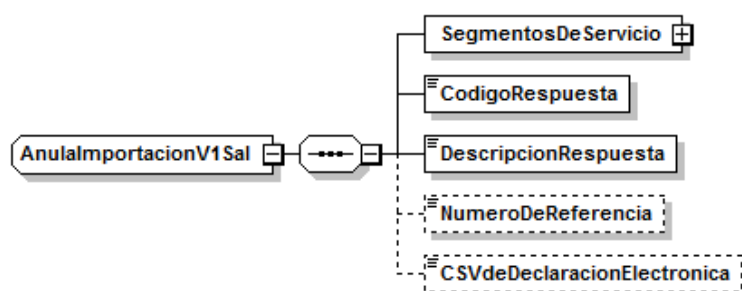 SegmentosDeServicio
CodigoRespuesta
AnulaImportacionV1Sal
DescripcionRespuesta
NumeroDeReferencia
CSVdeDeclaracionElectronica